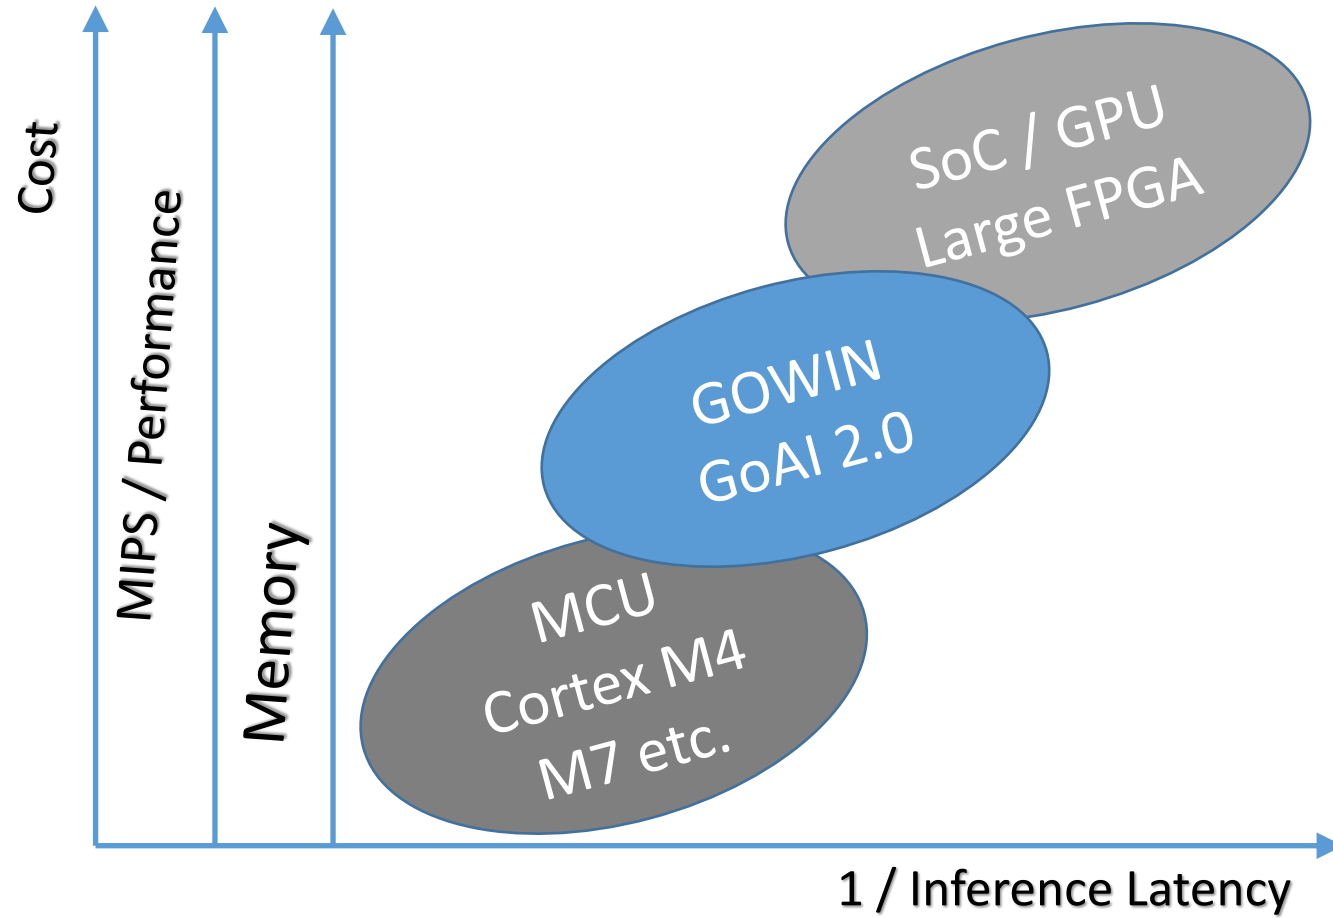 Cost
MIPS / Performance
Memory
SoC / GPU
Large FPGA
GOWIN
GoAI 2.0
MCU
Cortex M4
M7 etc.
1 / Inference Latency